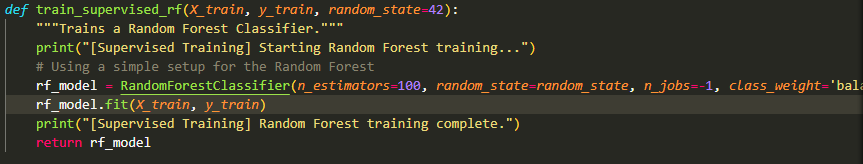 def train_supervised_rf(X_train, y_train, random_state=42):
    """Trains a Random Forest Classifier."""
    print("[Supervised Training] Starting Random Forest training...")
    # Using a simple setup for the Random Forest
    rf_model = RandomForestClassifier(n_estimators=100, random_state=random_state, n_jobs=-1, class_weight='bala
    rf_model.fit(X_train, y_train)
    print("[Supervised Training] Random Forest training complete.")
    return rf_model